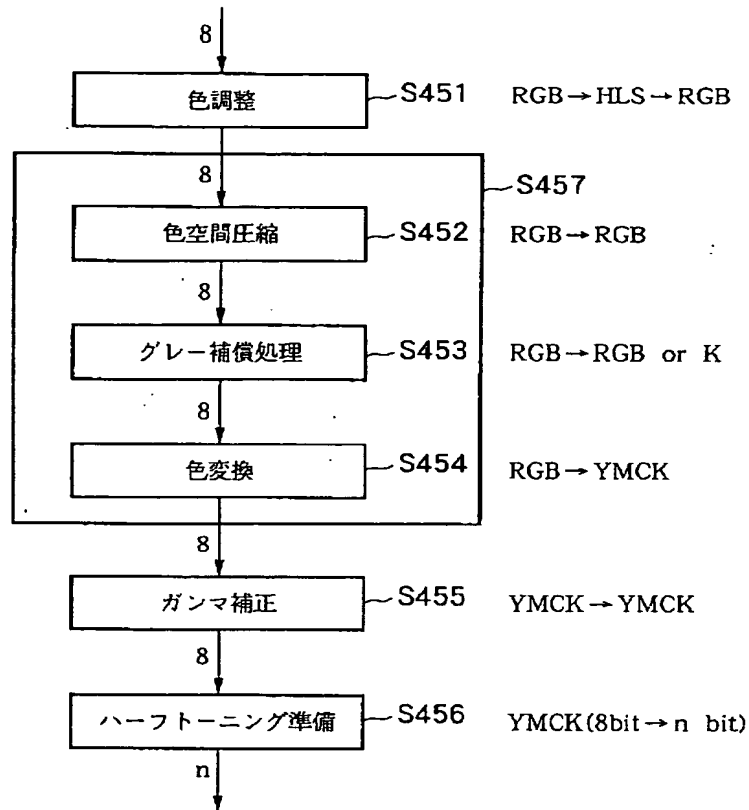 8
色調整 S451 RGB→HLS→RGB
8
S457
色空間圧縮 S452 RGB→RGB
8
グレー補償処理 S453 RGB→RGB or K
8
色変換 S454 RGB→YMCK
8
ガンマ補正 S455 YMCK→YMCK
8
ハーフトーニング準備 S456 YMCK(8bit→n bit)
n